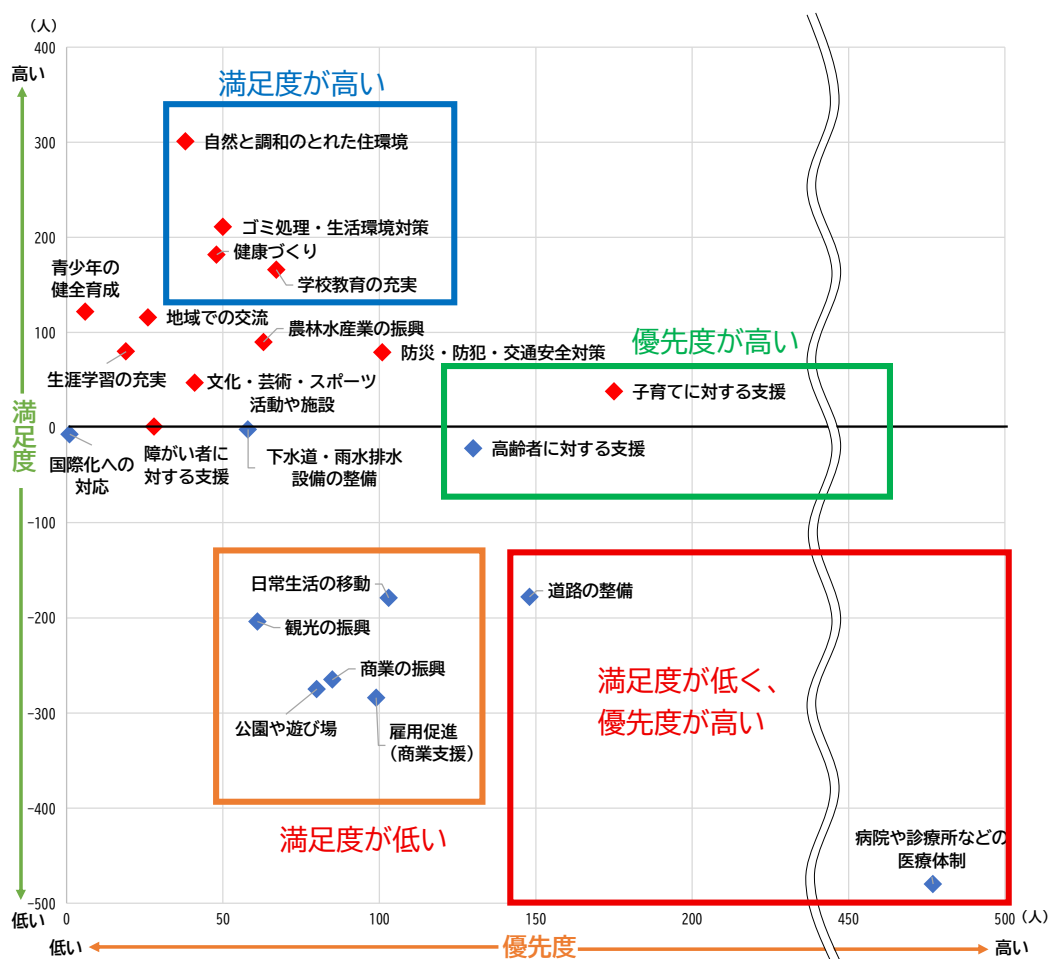 （人）
400
高い
満足度が高い
300
自然と調和のとれた住環境
200
ゴミ処理・生活環境対策
健康づくり
学校教育の充実
青少年の
健全育成
地域での交流
100
農林水産業の振興
防災・防犯・交通安全対策
生涯学習の充実
文化・芸術・スポーツ
活動や施設
優先度が高い
子育てに対する支援
満足度
0
高齢者に対する支援
国際化への
対応
障がい者に
対する支援
下水道・雨水排水
設備の整備
-100
日常生活の移動
道路の整備
-200
観光の振興
商業の振興
満足度が低く、
優先度が高い
-300
公園や遊び場
雇用促進
（商業支援）
-400
満足度が低い
病院や診療所などの
医療体制
-500
低い
0 50 100 150 200 450 500 （人）
低い 優先度 高い